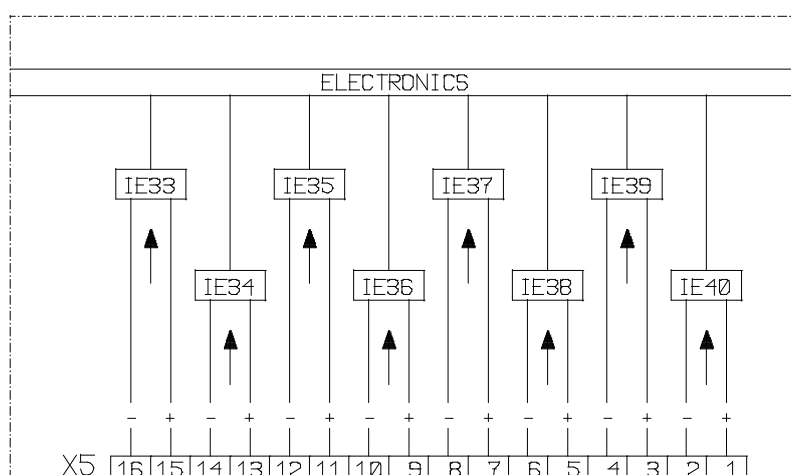 ELECTRONICS
IE33 IE35 IE37 IE39
IE34 IE36 IE38 IE40
- + - + - + - + - + - + - + - +
X5 16 15 14 13 12 11 10 9 8 7 6 5 4 3 2 1